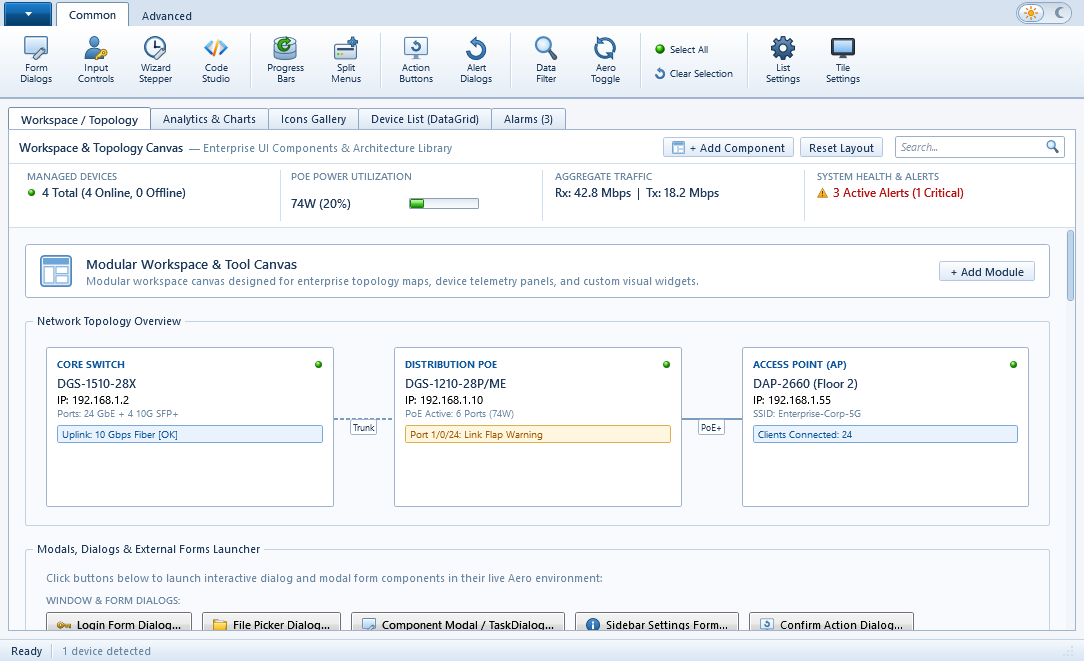 Common
Advanced
Form Dialogs
Input Controls
Wizard Stepper
Code Studio
Progress Bars
Split Menus
Action Buttons
Alert Dialogs
Data Filter
Aero Toggle
Select All
Clear Selection
List Settings
Tile Settings
Workspace / Topology
Analytics & Charts
Icons Gallery
Device List (DataGrid)
Alarms (3)
Workspace & Topology Canvas — Enterprise UI Components & Architecture Library
+ Add Component
Reset Layout
Search...
MANAGED DEVICES
4 Total (4 Online, 0 Offline)
POE POWER UTILIZATION
74W (20%)
AGGREGATE TRAFFIC
Rx: 42.8 Mbps | Tx: 18.2 Mbps
SYSTEM HEALTH & ALERTS
3 Active Alerts (1 Critical)
Modular Workspace & Tool Canvas
Modular workspace canvas designed for enterprise topology maps, device telemetry panels, and custom visual widgets.
+ Add Module
Network Topology Overview
CORE SWITCH
DGS-1510-28X
IP: 192.168.1.2
Ports: 24 GbE + 4 10G SFP+
Uplink: 10 Gbps Fiber [OK]
Trunk
DISTRIBUTION POE
DGS-1210-28P/ME
IP: 192.168.1.10
PoE Active: 6 Ports (74W)
Port 1/0/24: Link Flap Warning
PoE+
ACCESS POINT (AP)
DAP-2660 (Floor 2)
IP: 192.168.1.55
SSID: Enterprise-Corp-5G
Clients Connected: 24
Modals, Dialogs & External Forms Launcher
Click buttons below to launch interactive dialog and modal form components in their live Aero environment:
WINDOW & FORM DIALOGS:
Login Form Dialog...
File Picker Dialog...
Component Modal / TaskDialog...
Sidebar Settings Form...
Confirm Action Dialog...
Ready
1 device detected